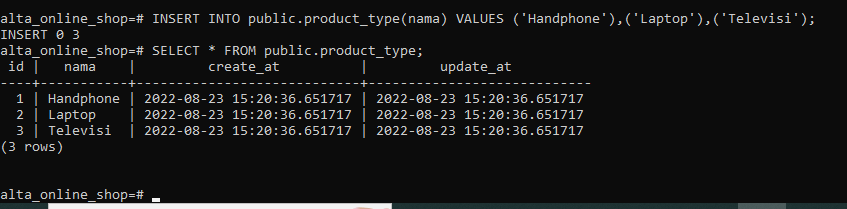 alta_online_shop=# INSERT INTO public.product_type(nama) VALUES ('Handphone'),('Laptop'),('Televisi');
INSERT 0 3
alta_online_shop=# SELECT * FROM public.product_type;
 id |   nama    |         create_at          |         update_at
----+-----------+----------------------------+----------------------------
  1 | Handphone | 2022-08-23 15:20:36.651717 | 2022-08-23 15:20:36.651717
  2 | Laptop    | 2022-08-23 15:20:36.651717 | 2022-08-23 15:20:36.651717
  3 | Televisi  | 2022-08-23 15:20:36.651717 | 2022-08-23 15:20:36.651717
(3 rows)
alta_online_shop=#